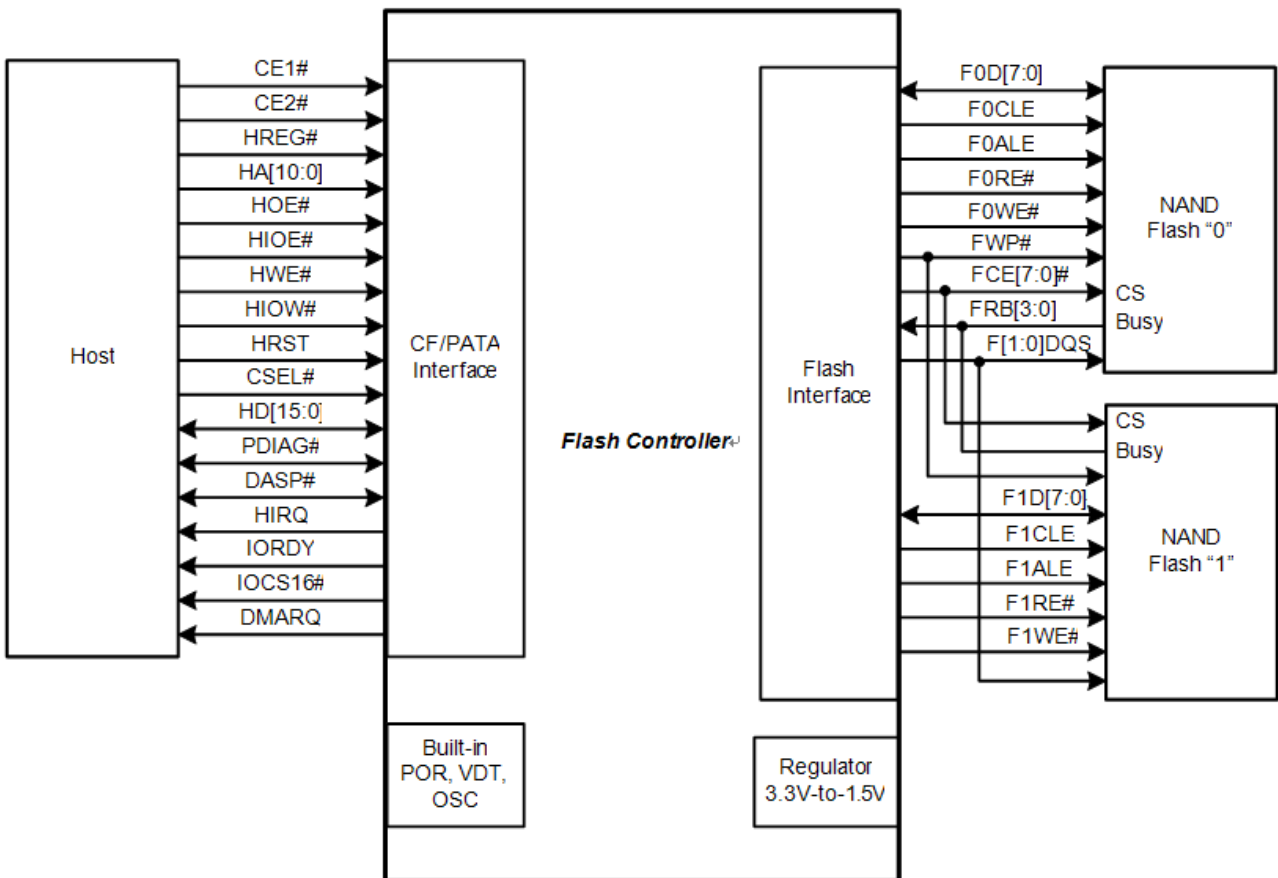 Host
CE1#
CE2#
HREG#
HA[10:0]
HOE#
HIOE#
HWE#
HIOW#
HRST
CSEL#
HD[15:0]
PDIAG#
DASP#
HIRQ
IORDY
IOCS16#
DMARQ
CF/PATA
Interface
Built-in
POR, VDT,
OSC
Flash Controller
Flash
Interface
Regulator
3.3V-to-1.5V
F0D[7:0]
F0CLE
F0ALE
F0RE#
F0WE#
FWP#
FCE[7:0]#
FRB[3:0]
F[1:0]DQS
NAND
Flash “0”
CS
Busy
CS
Busy
F1D[7:0]
F1CLE
F1ALE
F1RE#
F1WE#
NAND
Flash “1”